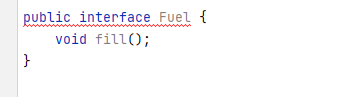 public interface Fuel {
    void fill();
}